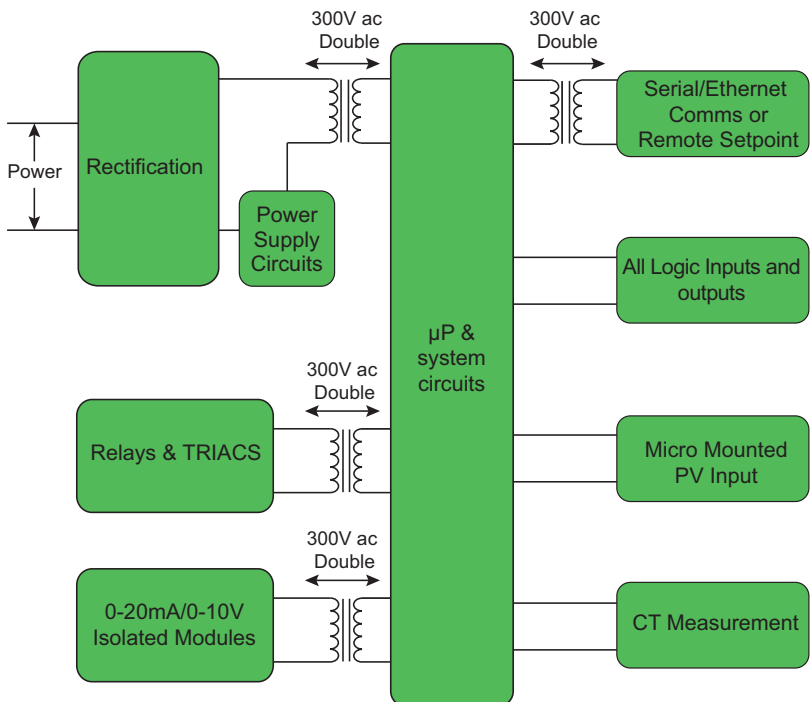 300V ac
Double
300V ac
Double
Serial/Ethernet
Comms or
Remote Setpoint
Power
Rectification
Power
Supply
Circuits
All Logic Inputs and
outputs
µP &
system
circuits
300V ac
Double
Relays & TRIACS
Micro Mounted
PV Input
300V ac
Double
0-20mA/0-10V
Isolated Modules
CT Measurement